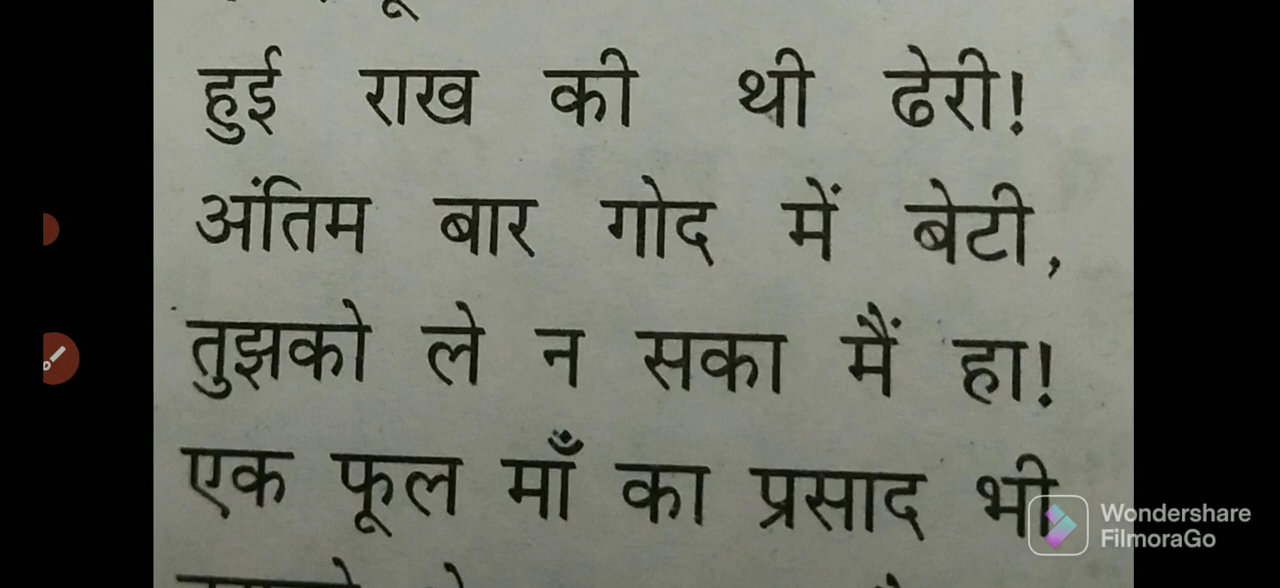 हुई राख की थी ढेरी!
अंतिम बार गोद में बेटी,
तुझको ले न सका मैं हा!
एक फूल माँ का प्रसाद भी
Wondershare
FilmoraGo